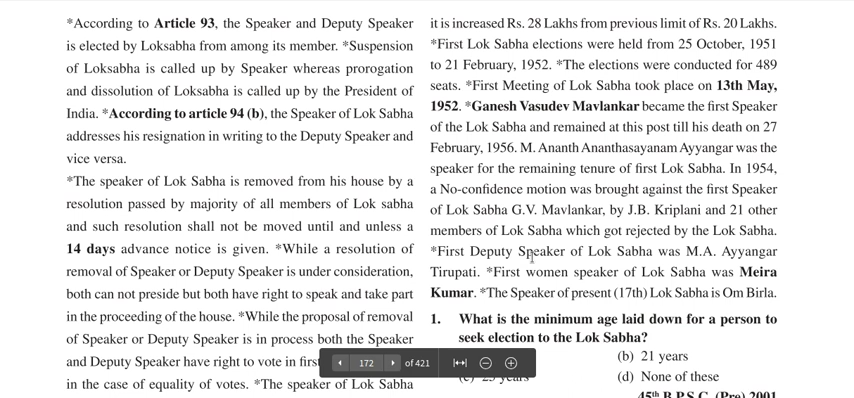 *According to Article 93, the Speaker and Deputy Speaker
is elected by Loksabha from among its member. *Suspension
of Loksabha is called up by Speaker whereas prorogation
and dissolution of Loksabha is called up by the President of
India. *According to article 94 (b), the Speaker of Lok Sabha
addresses his resignation in writing to the Deputy Speaker and
vice versa.
*The speaker of Lok Sabha is removed from his house by a
resolution passed by majority of all members of Lok sabha
and such resolution shall not be moved until and unless a
14 days advance notice is given. *While a resolution of
removal of Speaker or Deputy Speaker is under consideration,
both can not preside but both have right to speak and take part
in the proceeding of the house. *While the proposal of removal
of Speaker or Deputy Speaker is in process both the Speaker
and Deputy Speaker have right to vote in first
in the case of equality of votes. *The speaker of Lok Sabha
it is increased Rs. 28 Lakhs from previous limit of Rs. 20 Lakhs.
*First Lok Sabha elections were held from 25 October, 1951
to 21 February, 1952. *The elections were conducted for 489
seats. *First Meeting of Lok Sabha took place on 13th May,
1952. *Ganesh Vasudev Mavlankar became the first Speaker
of the Lok Sabha and remained at this post till his death on 27
February, 1956. M. Ananth Ananthasayanam Ayyangar was the
speaker for the remaining tenure of first Lok Sabha. In 1954,
a No-confidence motion was brought against the first Speaker
of Lok Sabha G.V. Mavlankar, by J.B. Kriplani and 21 other
members of Lok Sabha which got rejected by the Lok Sabha.
*First Deputy Speaker of Lok Sabha was M.A. Ayyangar
Tirupati. *First women speaker of Lok Sabha was Meira
Kumar. *The Speaker of present (17th) Lok Sabha is Om Birla.
1. What is the minimum age laid down for a person to
seek election to the Lok Sabha?
(b) 21 years
years
(d) None of these
45th B.P.S.C. (Pre) 2001
172 of 421